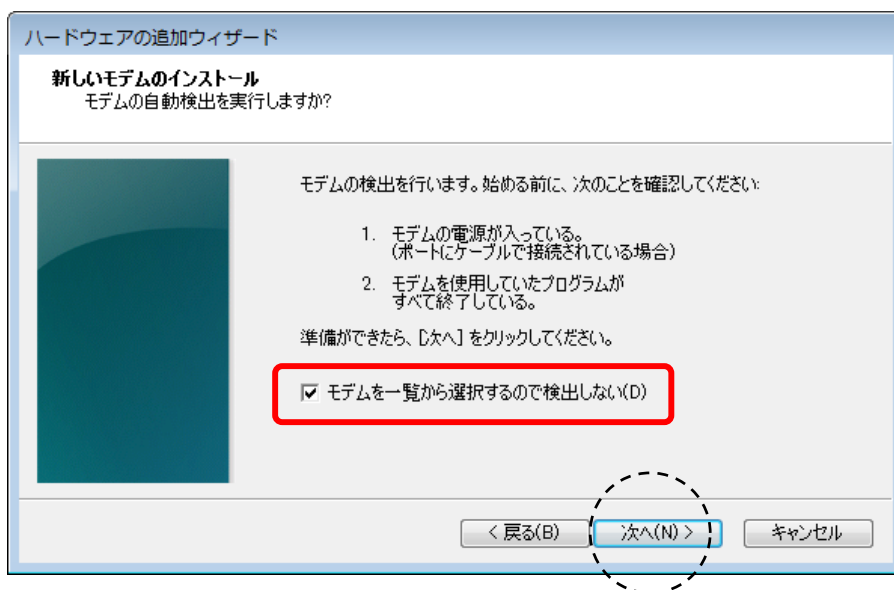 ハードウェアの追加ウィザード
新しいモデムのインストール
モデムの自動検出を実行しますか?
モデムの検出を行います。始める前に、次のことを確認してください:
1. モデムの電源が入っている。
(ポートにケーブルで接続されている場合)
2. モデムを使用していたプログラムが
すべて終了している。
準備ができたら、[次へ] をクリックしてください。
モデムを一覧から選択するので検出しない(D)
< 戻る(B) 次へ(N) > キャンセル